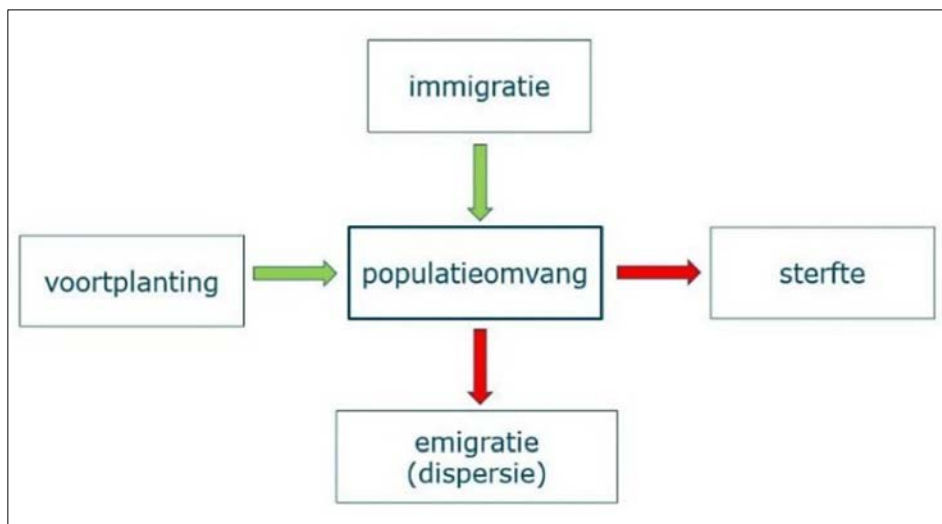 immigratie
voortplanting
populatieomvang
sterfte
emigratie
(dispersie)